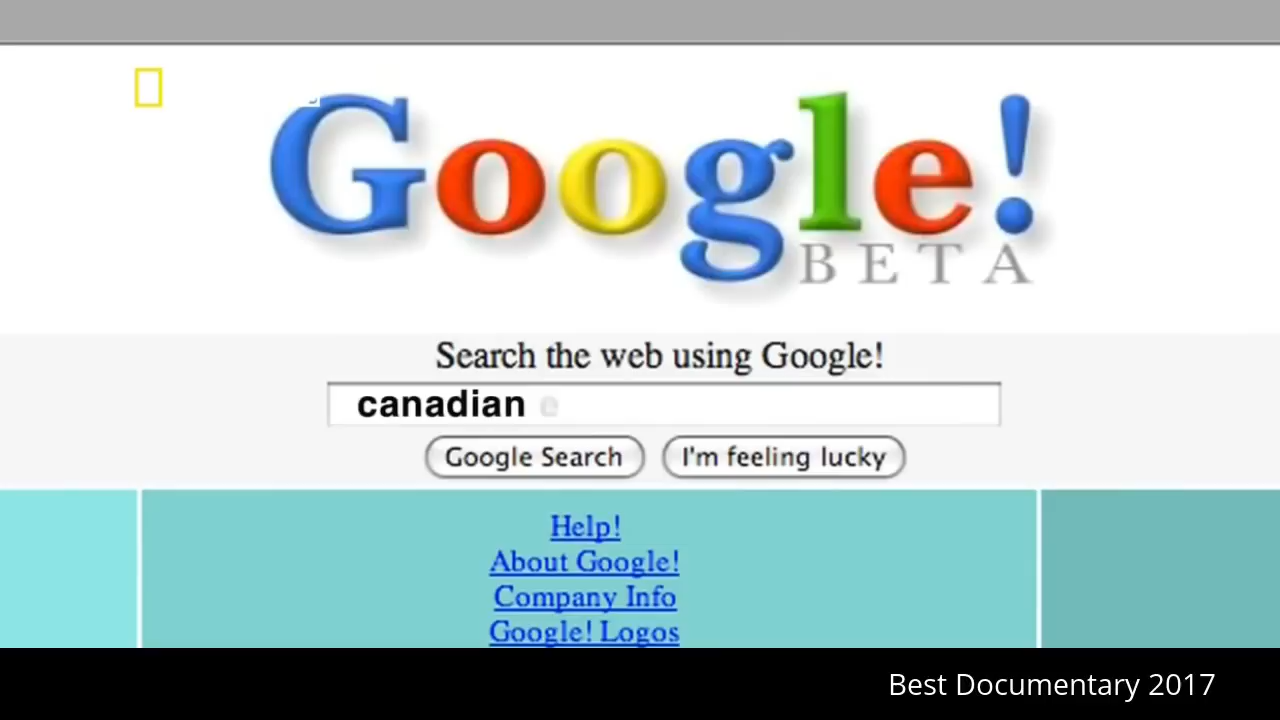 Google!
BETA
Search the web using Google!
canadian e
Google Search
I'm feeling lucky
Help!
About Google!
Company Info
Google! Logos
Best Documentary 2017